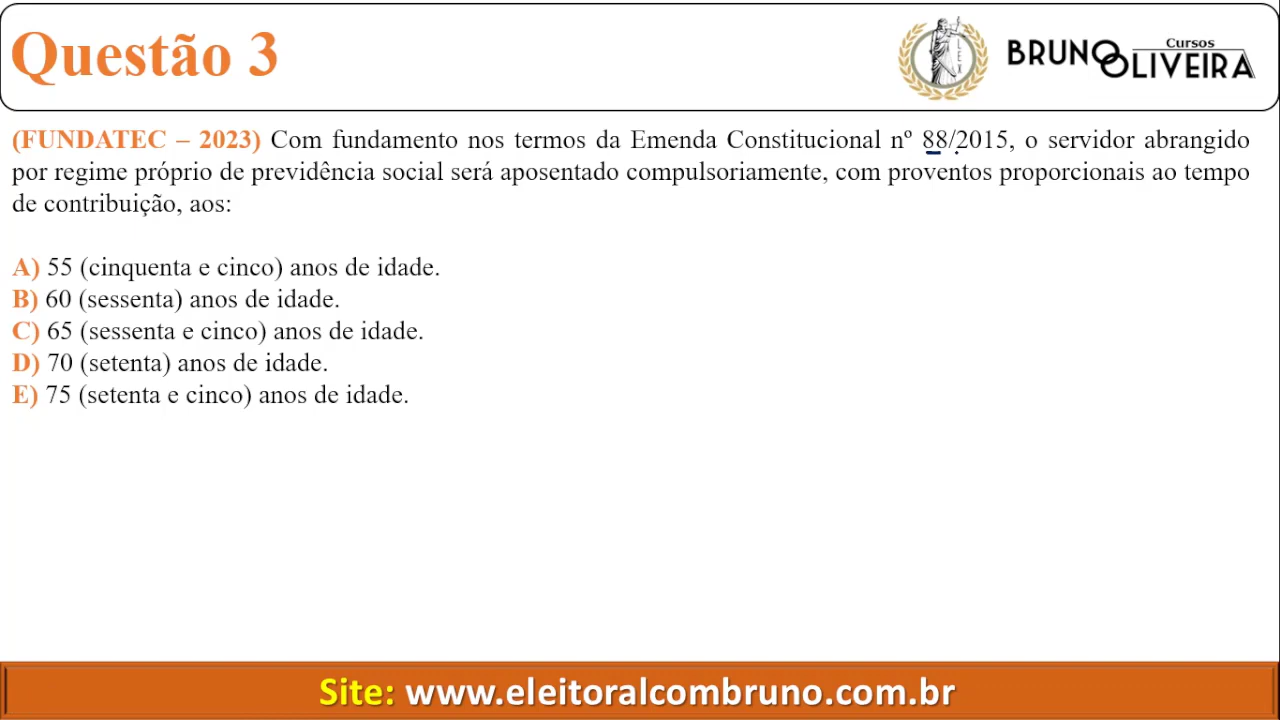 Questão 3
LEX
Cursos
BRUNO OLIVEIRA
(FUNDATEC – 2023) Com fundamento nos termos da Emenda Constitucional nº 88/2015, o servidor abrangido
por regime próprio de previdência social será aposentado compulsoriamente, com proventos proporcionais ao tempo
de contribuição, aos:
A) 55 (cinquenta e cinco) anos de idade.
B) 60 (sessenta) anos de idade.
C) 65 (sessenta e cinco) anos de idade.
D) 70 (setenta) anos de idade.
E) 75 (setenta e cinco) anos de idade.
Site: www.eleitoralcombruno.com.br